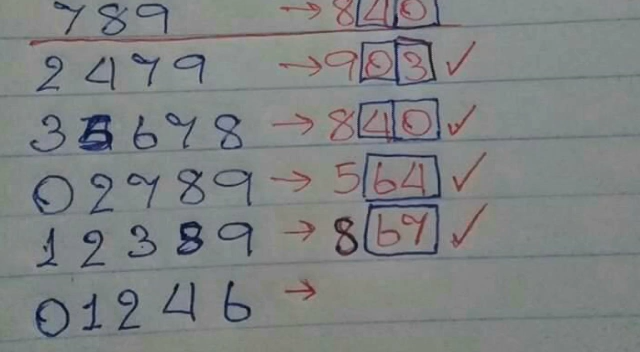 789 → 840
2479 → 903 ✓
35678 → 840 ✓
02789 → 564 ✓
12389 → 867 ✓
01246 →